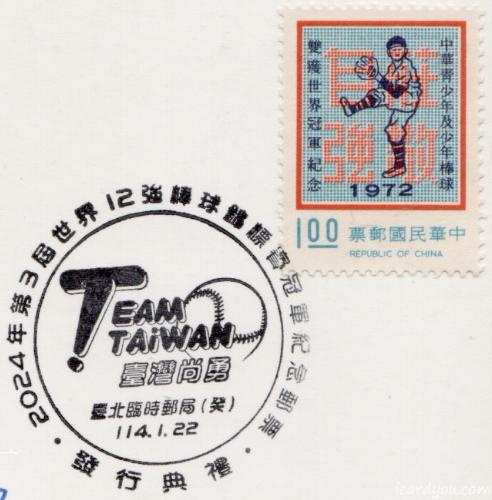 中華青少年及少年棒球
莊敬
自強
雙獲世界冠軍紀念
1972
1.00
中華民國郵票
REPUBLIC OF CHINA
2024年第3屆世界12強棒球錦標賽冠軍紀念郵票
TEAM
TAIWAN
臺灣尚勇
臺北臨時郵局(癸)
114.1.22
·發行典禮·
icardyou.com